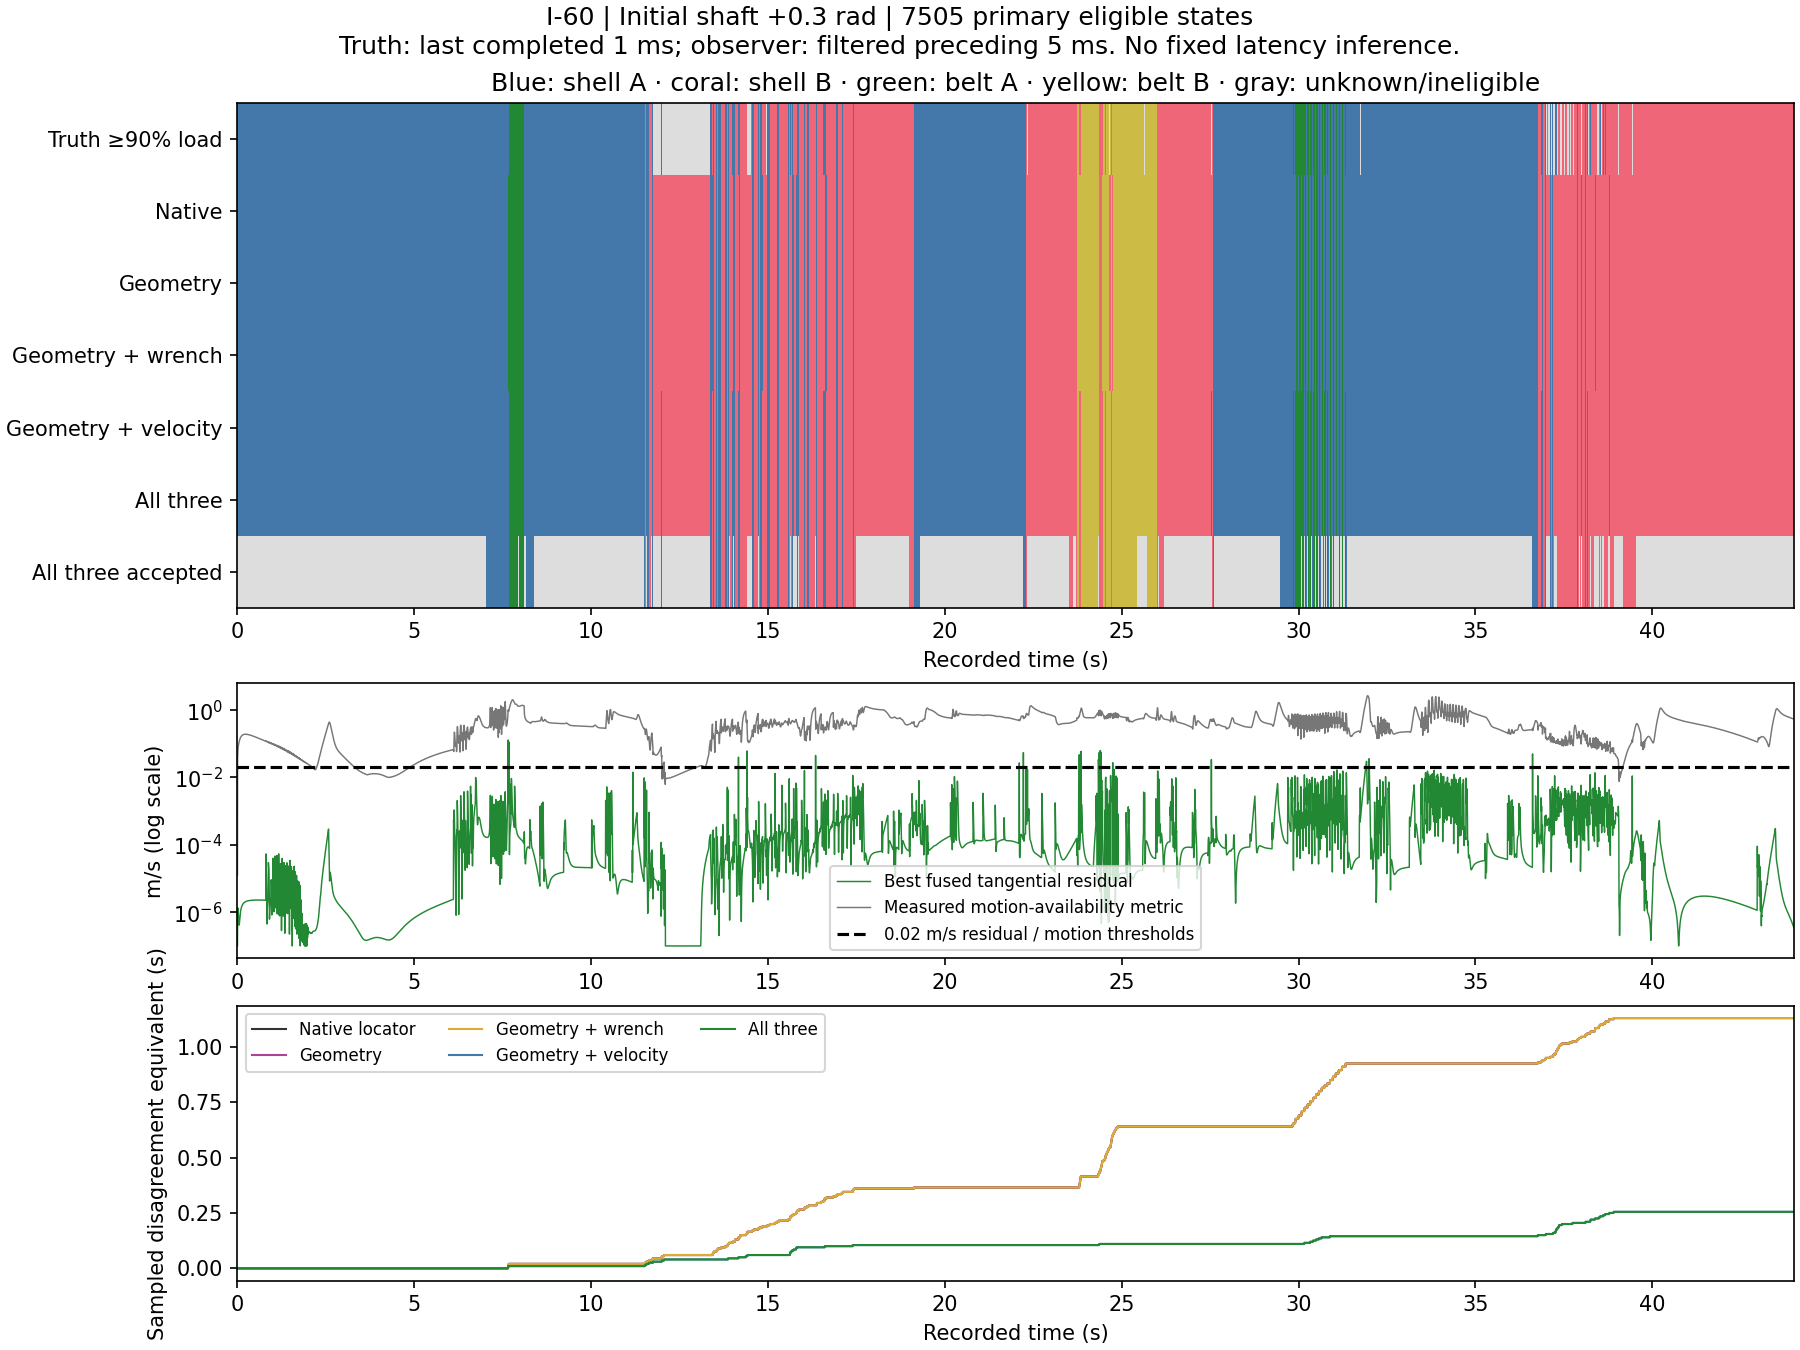 I-60 | Initial shaft +0.3 rad | 7505 primary eligible states
Truth: last completed 1 ms; observer: filtered preceding 5 ms. No fixed latency inference.
Blue: shell A · coral: shell B · green: belt A · yellow: belt B · gray: unknown/ineligible
Truth ≥90% load
Native
Geometry
Geometry + wrench
Geometry + velocity
All three
All three accepted
0 5 10 15 20 25 30 35 40
Recorded time (s)
m/s (log scale)
10⁰
10⁻²
10⁻⁴
10⁻⁶
Best fused tangential residual
Measured motion-availability metric
0.02 m/s residual / motion thresholds
0 5 10 15 20 25 30 35 40
Sampled disagreement equivalent (s)
1.00
0.75
0.50
0.25
0.00
Native locator Geometry + wrench All three
Geometry Geometry + velocity
0 5 10 15 20 25 30 35 40
Recorded time (s)